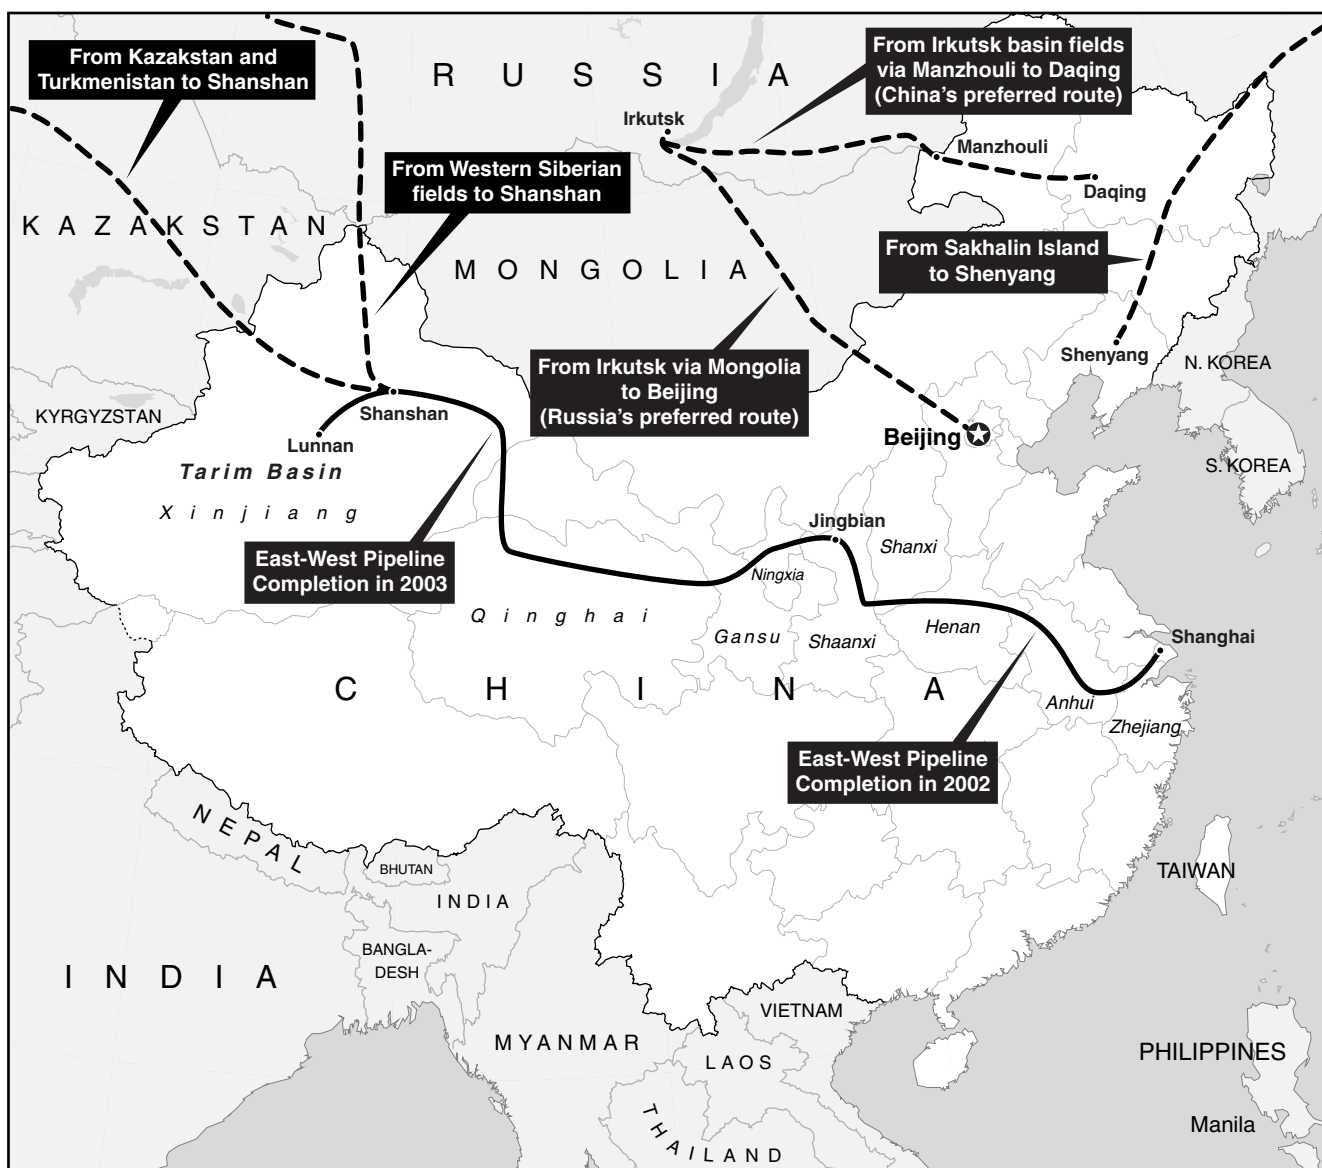 From Kazakstan and
Turkmenistan to Shanshan
R U S S I A
From Irkutsk basin fields
via Manzhouli to Daqing
(China's preferred route)
Irkutsk
Manzhouli
From Western Siberian
fields to Shanshan
Daqing
KAZAKSTAN
From Sakhalin Island
to Shenyang
MONGOLIA
Shenyang
From Irkutsk via Mongolia
to Beijing
(Russia's preferred route)
N. KOREA
KYRGYZSTAN
Shanshan
Beijing
Lunnan
S. KOREA
Tarim Basin
Xinjiang
Jingbian
Shanxi
East-West Pipeline
Completion in 2003
Ningxia
Qinghai
Gansu
Shaanxi
Henan
Shanghai
C H I N A
Anhui
Zhejiang
East-West Pipeline
Completion in 2002
NEPAL
BHUTAN
TAIWAN
INDIA
BANGLA-
DESH
INDIA
VIETNAM
MYANMAR
LAOS
PHILIPPINES
THAILAND
Manila